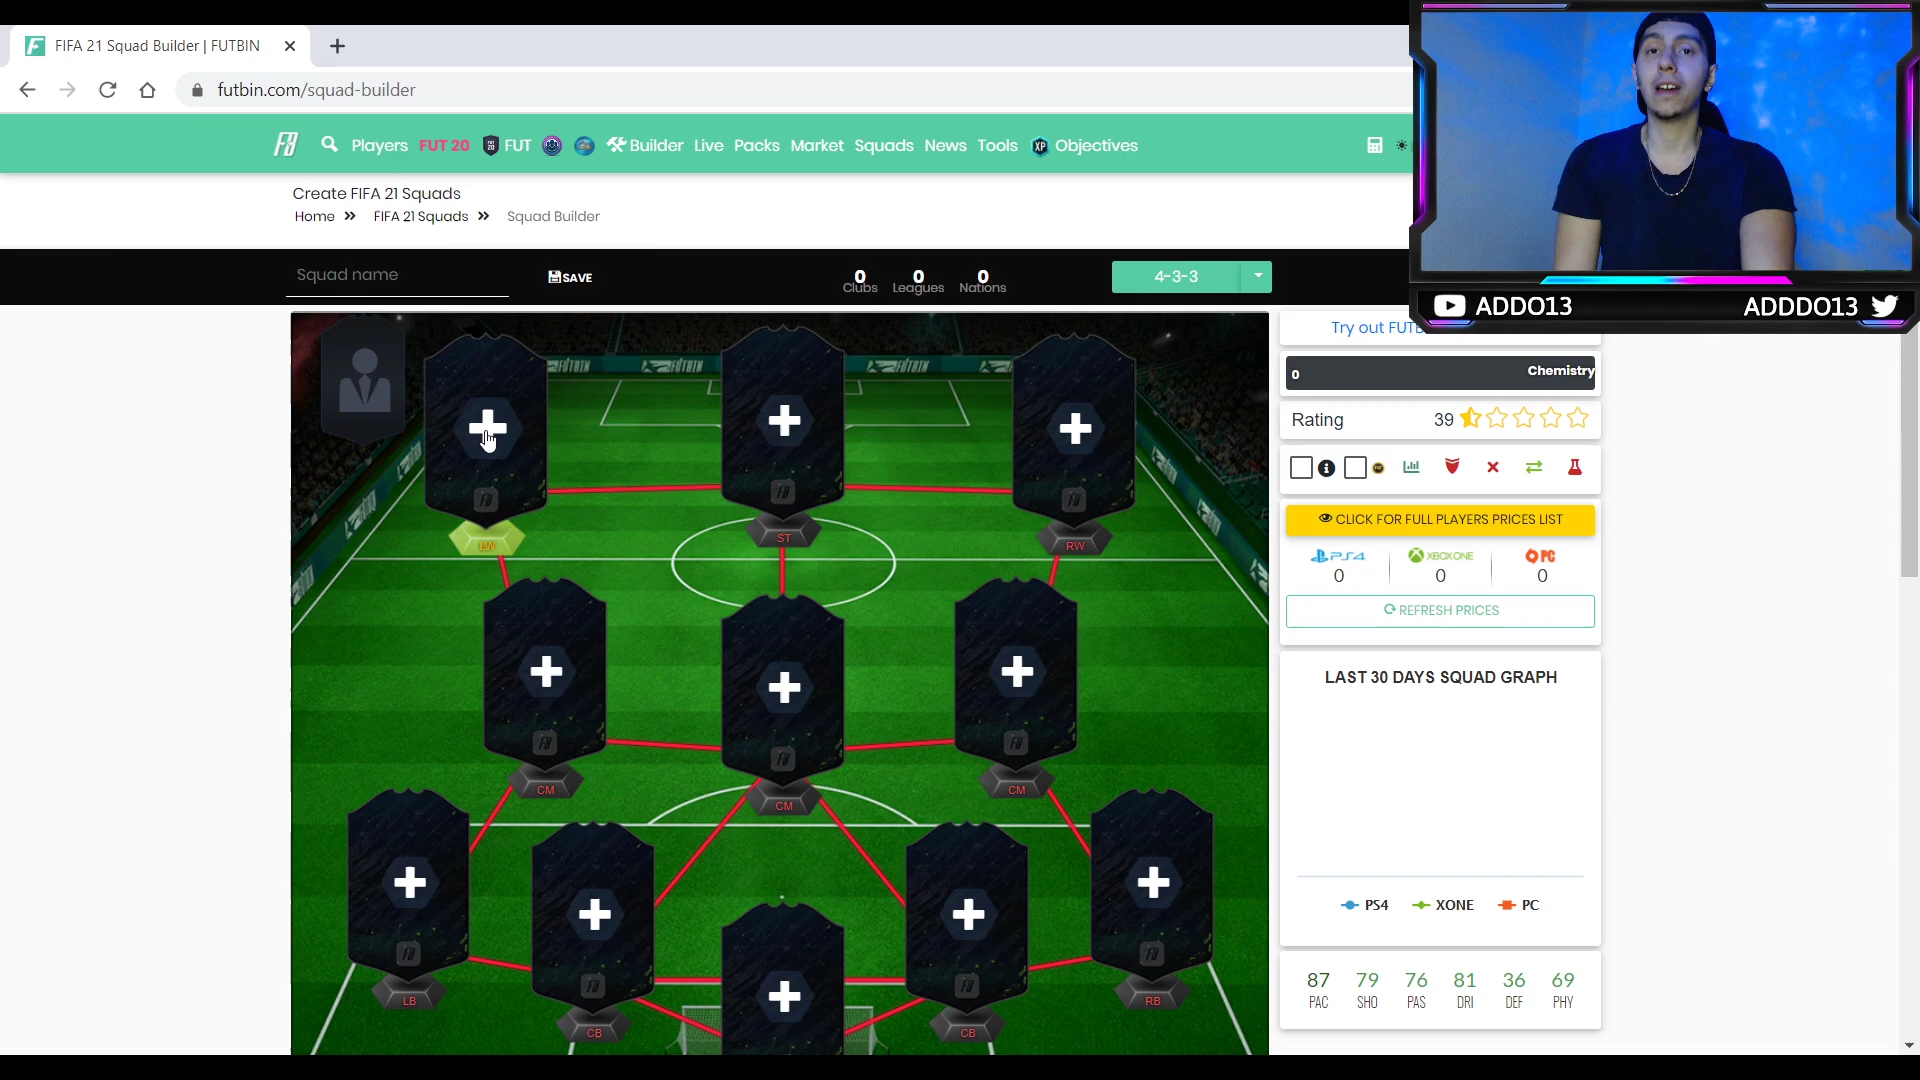 FIFA 21 Squad Builder | FUTBIN
futbin.com/squad-builder
Players FUT 20 FUT Builder Live Packs Market Squads News Tools XP Objectives
Create FIFA 21 Squads
Home » FIFA 21 Squads » Squad Builder
Squad name
SAVE
0 Clubs 0 Leagues 0 Nations
4-3-3
ADDO13
ADDDO13
Try out FUTB
0 Chemistry
Rating 39
CLICK FOR FULL PLAYERS PRICES LIST
PS4 XBOX ONE PC
0 0 0
REFRESH PRICES
LAST 30 DAYS SQUAD GRAPH
PS4 XONE PC
87 79 76 81 36 69
PAC SHO PAS DRI DEF PHY
FUTBIN FUTBIN FUTBIN
LW ST RW
CM CM CM
LB CB CB RB